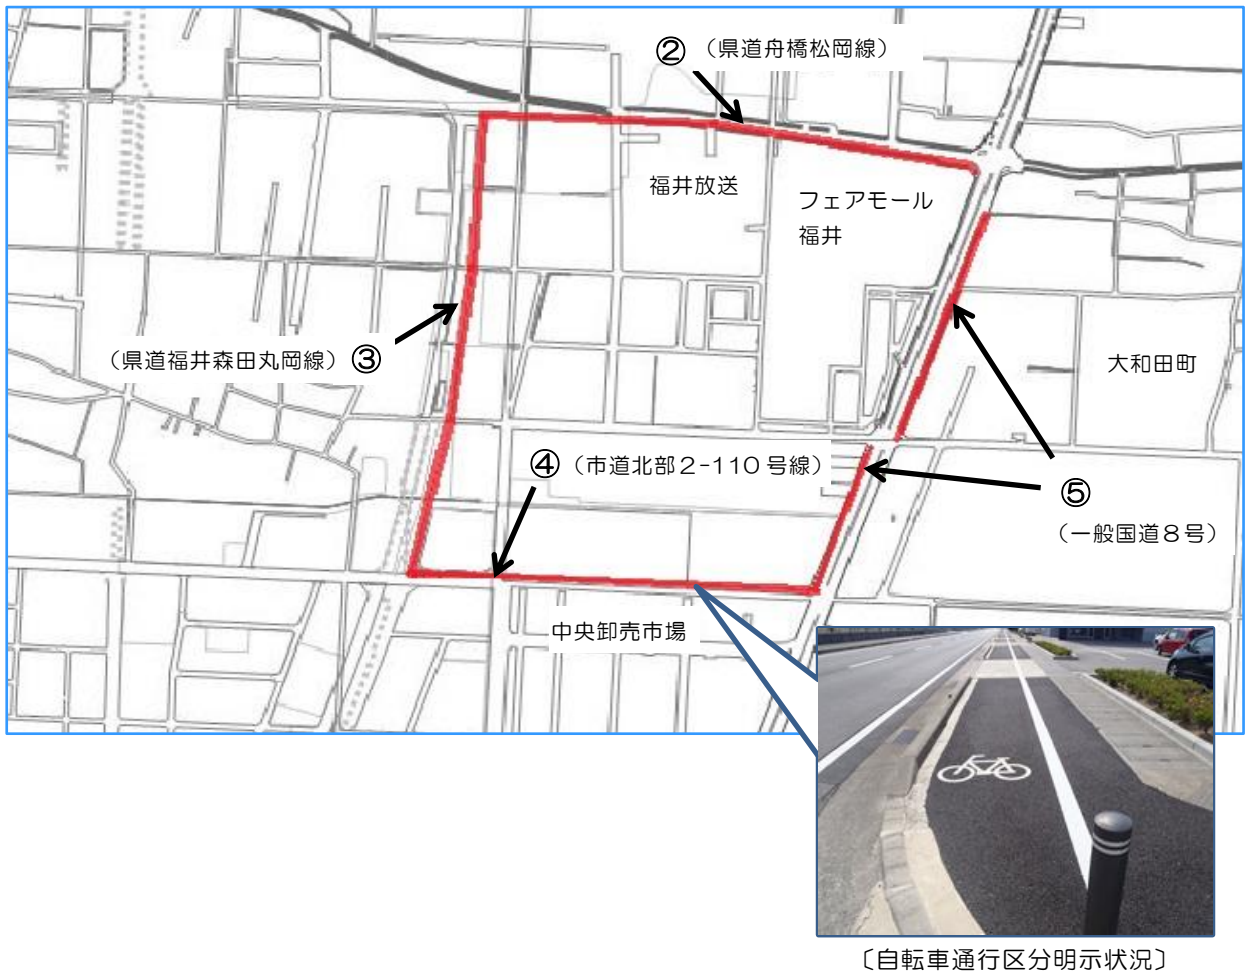 ② （県道舟橋松岡線）
福井放送
フェアモール
福井
（県道福井森田丸岡線）③
大和田町
④（市道北部２-110 号線）
⑤
（一般国道８号）
中央卸売市場
〔自転車通行区分明示状況〕